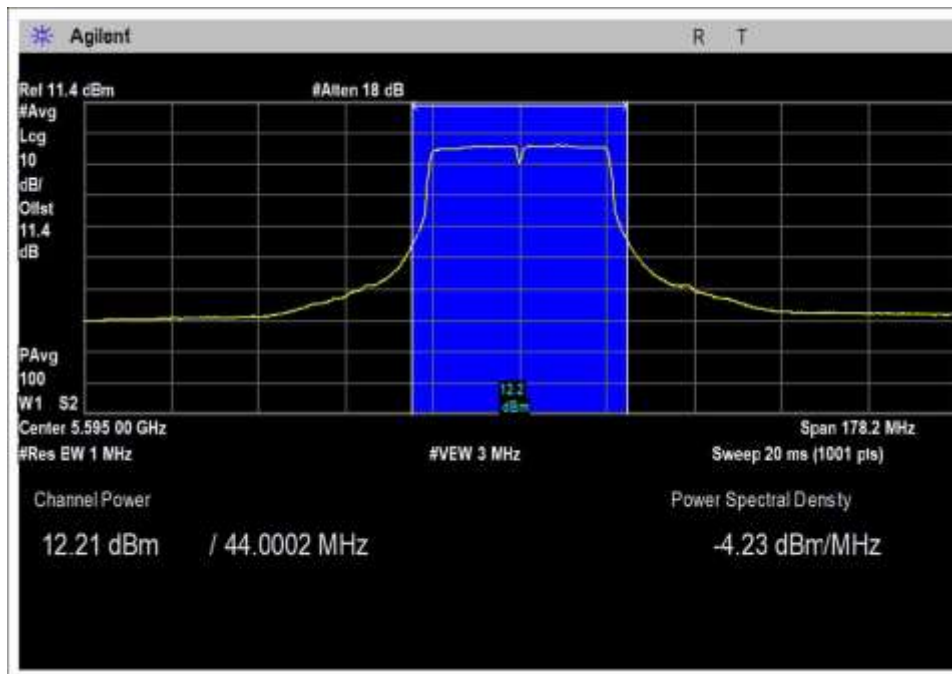 Agilent
R T
Ref 11.4 dBm #Atten 18 dB
#Avg
Log
10
dB/
Offst
11.4
dB
PAvg
100
W1 S2
12.2
dBm
Center 5.595 00 GHz Span 178.2 MHz
#Res BW 1 MHz #VBW 3 MHz Sweep 20 ms (1001 pts)
Channel Power Power Spectral Density
12.21 dBm / 44.0002 MHz -4.23 dBm/MHz